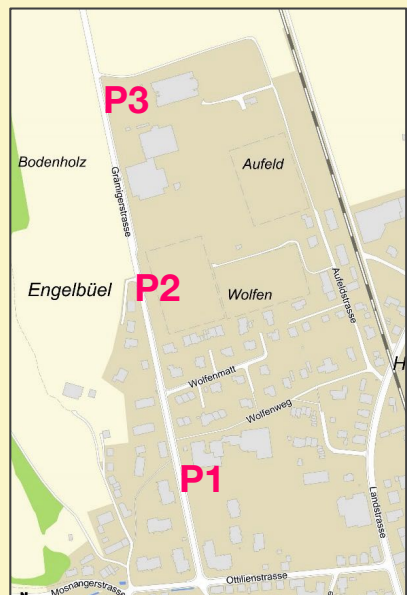 P3
Bodenholz
Aufeld
Grämigerstrasse
Engelbüel
P2
Wolfen
Aufeldstrasse
Wolfenmatt
H
Wolfenweg
P1
Landstrasse
Ottilienstrasse
Mosnangerstrasse